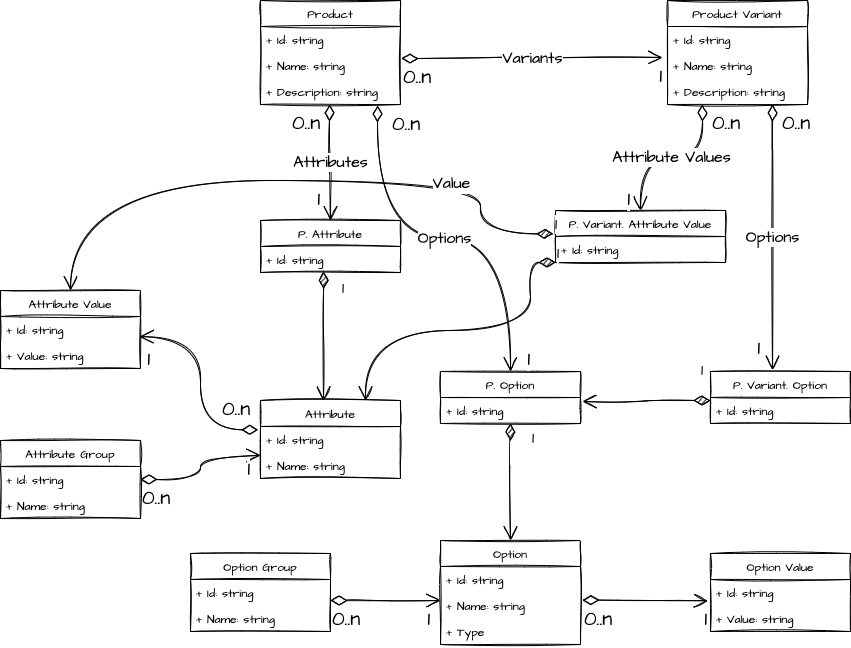 Product
+ Id: string
+ Name: string
+ Description: string
Product Variant
+ Id: string
+ Name: string
+ Description: string
Variants
0..n
1
0..n
0..n
0..n
0..n
Attributes
Attribute Values
Value
1
1
P. Attribute
+ Id: string
1
Options
P. Variant. Attribute Value
+ Id: string
1
1
Options
Attribute Value
+ Id: string
+ Value: string
1
0..n
1
1
1
P. Option
+ Id: string
1
P. Variant. Option
+ Id: string
Attribute
+ Id: string
+ Name: string
Attribute Group
+ Id: string
+ Name: string
0..n
1
Option Group
+ Id: string
+ Name: string
0..n
1
Option
+ Id: string
+ Name: string
+ Type
0..n
1
Option Value
+ Id: string
+ Value: string